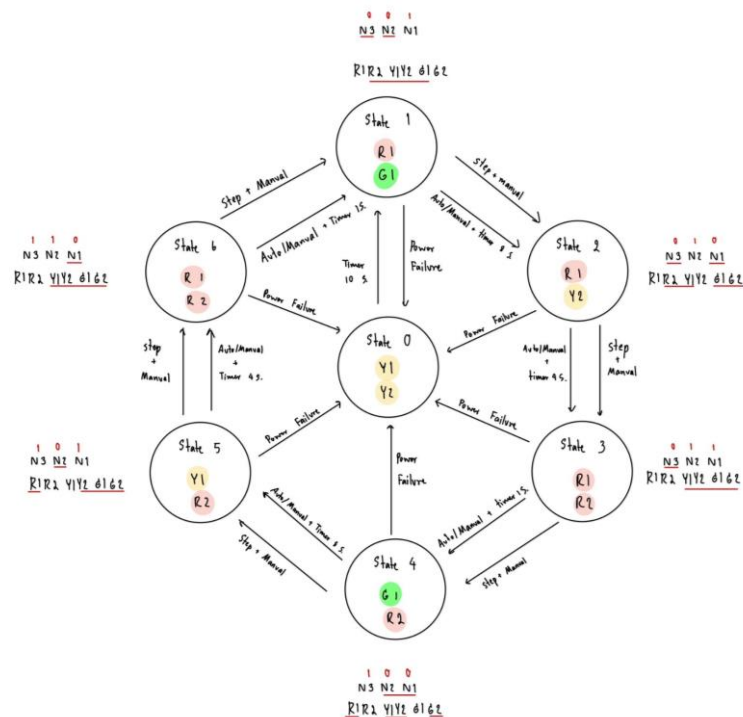 0 0 1
N3 N2 N1
R1R2 Y1Y2 G1G2
State 1
R1
G1
Step + Manual
Auto/Manual + Timer 1S.
Timer
10 S.
Power
Failure
Step + manual
Auto/Manual + timer 8 S.
1 1 0
N3 N2 N1
R1R2 Y1Y2 G1G2
State 6
R1
R2
Power Failure
State 2
R1
Y2
Power Failure
0 1 0
N3 N2 N1
R1R2 Y1Y2 G1G2
State 0
Y1
Y2
Step
+
Manual
Auto/Manual
+
Timer 4 S.
Auto/Manual
+
timer 4 S.
Step
+
Manual
1 0 1
N3 N2 N1
R1R2 Y1Y2 G1G2
State 5
Y1
R2
Power Failure
Power
Failure
Power Failure
State 3
R1
R2
0 1 1
N3 N2 N1
R1R2 Y1Y2 G1G2
Auto/Manual + Timer 8 S.
Step + Manual
Auto/Manual + timer 1S.
Step + Manual
State 4
G1
R2
1 0 0
N3 N2 N1
R1R2 Y1Y2 G1G2